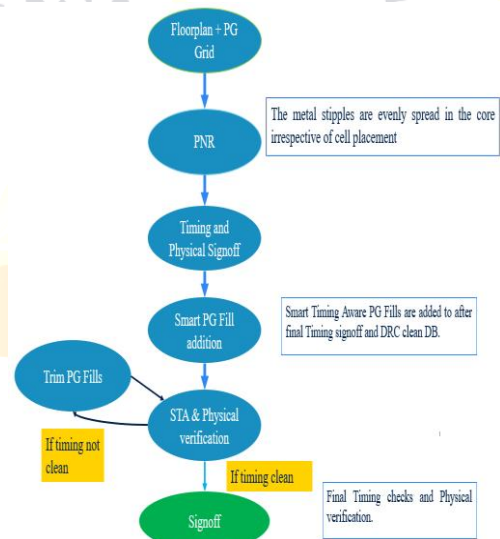 Floorplan + PG
Grid
The metal stipples are evenly spread in the core
irrespective of cell placement
PNR
Timing and
Physical Signoff
Smart PG Fill
addition
Smart Timing Aware PG Fills are added to after
final Timing signoff and DRC clean DB.
Trim PG Fills
STA & Physical
verification
If timing not
clean
If timing clean
Final Timing checks and Physical
verification.
Signoff